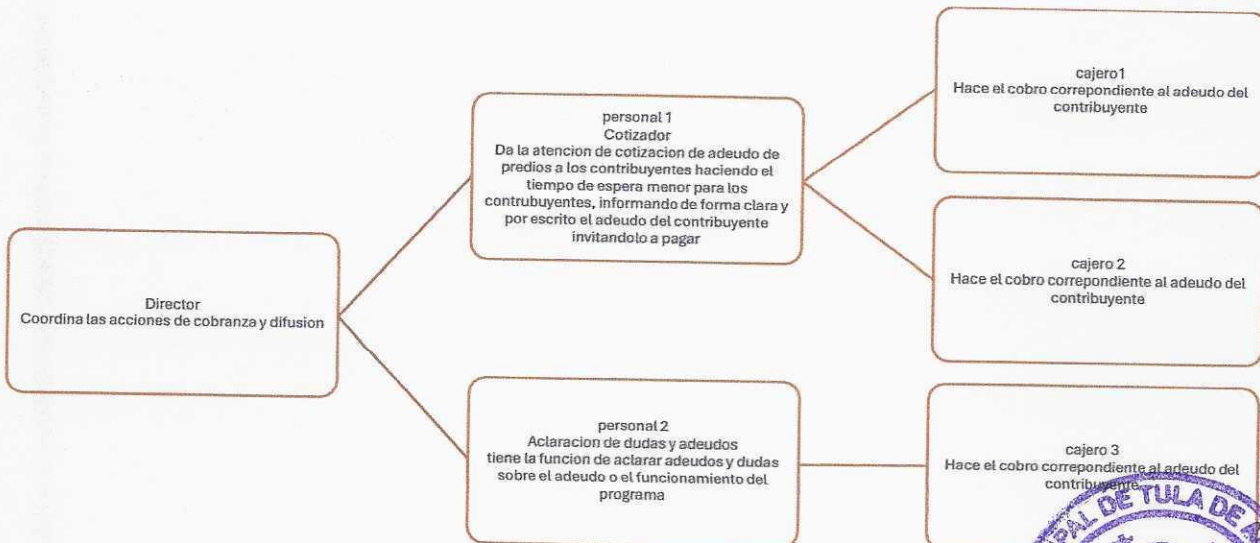 Director
Coordina las acciones de cobranza y difusion
personal 1
Cotizador
Da la atencion de cotizacion de adeudo de
predios a los contribuyentes haciendo el
tiempo de espera menor para los
contrubuyentes, informando de forma clara y
por escrito el adeudo del contribuyente
invitandolo a pagar
personal 2
Aclaracion de dudas y adeudos
tiene la funcion de aclarar adeudos y dudas
sobre el adeudo o el funcionamiento del
programa
cajero1
Hace el cobro correpondiente al adeudo del
contribuyente
cajero 2
Hace el cobro correpondiente al adeudo del
contribuyente
cajero 3
Hace el cobro correpondiente al adeudo del
contribuyente
DE TULA DE